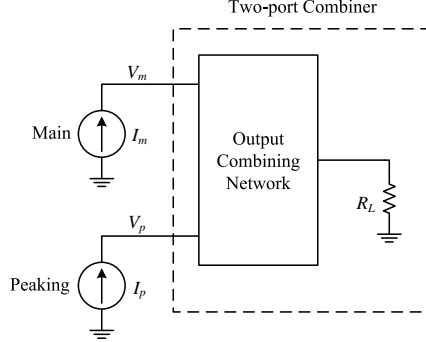 Two-port Combiner
V_m
Main
I_m
Output
Combining
Network
R_L
V_p
Peaking
I_p